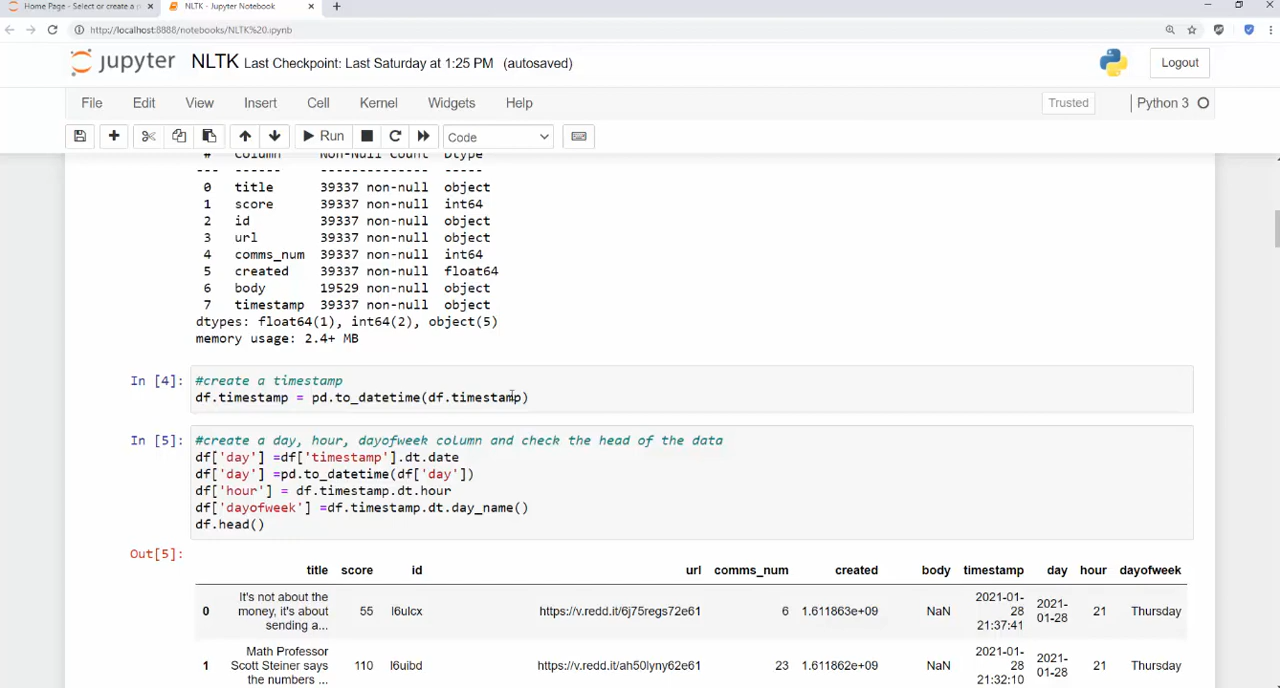 Home Page - Select or create a n
NLTK - Jupyter Notebook
http://localhost:8888/notebooks/NLTK%20.ipynb
jupyter NLTK Last Checkpoint: Last Saturday at 1:25 PM (autosaved)
Logout
File Edit View Insert Cell Kernel Widgets Help
Trusted
Python 3
Run
Code
# Column Non-Null Count Dtype
--- ------ -------------- -----
0 title 39337 non-null object
1 score 39337 non-null int64
2 id 39337 non-null object
3 url 39337 non-null object
4 comms_num 39337 non-null int64
5 created 39337 non-null float64
6 body 19529 non-null object
7 timestamp 39337 non-null object
dtypes: float64(1), int64(2), object(5)
memory usage: 2.4+ MB
In [4]: #create a timestamp
df.timestamp = pd.to_datetime(df.timestamp)
In [5]: #create a day, hour, dayofweek column and check the head of the data
df['day'] =df['timestamp'].dt.date
df['day'] =pd.to_datetime(df['day'])
df['hour'] = df.timestamp.dt.hour
df['dayofweek'] =df.timestamp.dt.day_name()
df.head()
Out[5]:
title score id url comms_num created body timestamp day hour dayofweek
It's not about the
money, it's about
sending a...
0 55 l6ulcx https://v.redd.it/6j75regs72e61 6 1.611863e+09 NaN
2021-01-
28
21:37:41
2021-
01-28
21 Thursday
Math Professor
Scott Steiner says
the numbers ...
1 110 l6uibd https://v.redd.it/ah50lyny62e61 23 1.611862e+09 NaN
2021-01-
28
21:32:10
2021-
01-28
21 Thursday